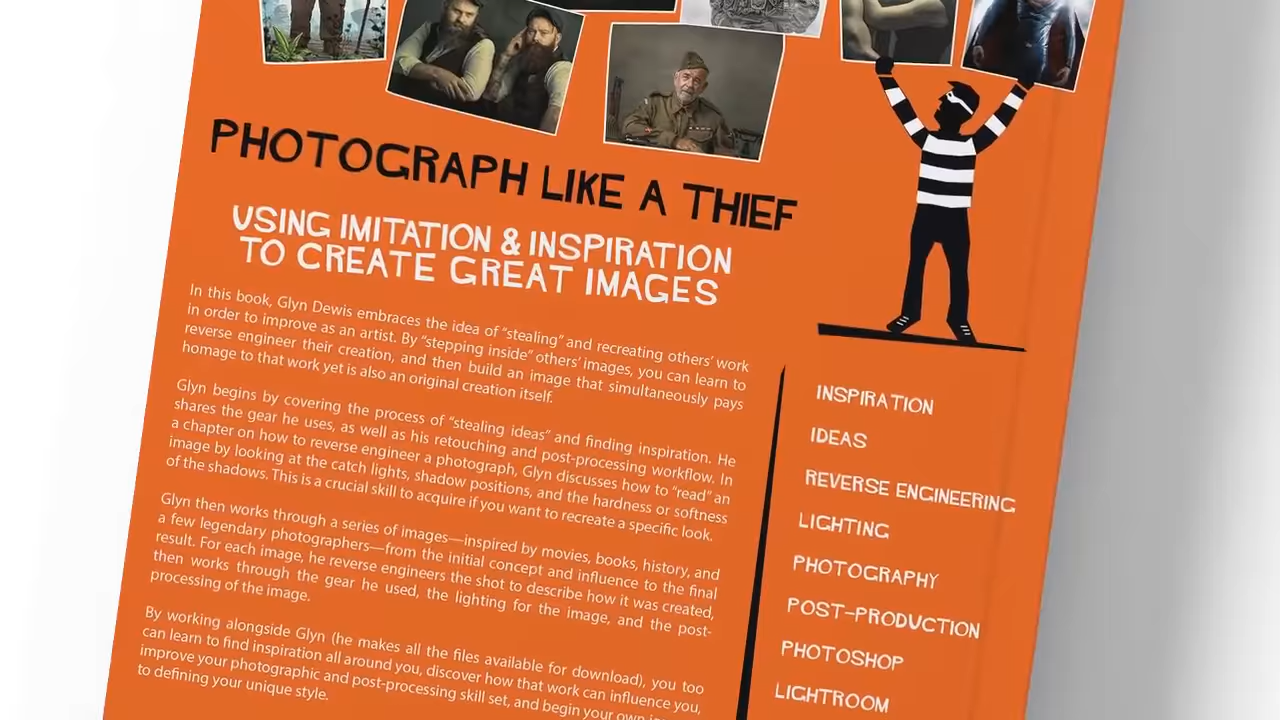 PHOTOGRAPH LIKE A THIEF
USING IMITATION & INSPIRATION
TO CREATE GREAT IMAGES
In this book, Glyn Dewis embraces the idea of “stealing” and recreating others’ work
in order to improve as an artist. By “stepping inside” others’ images, you can learn to
reverse engineer their creation, and then build an image that simultaneously pays
homage to that work yet is also an original creation itself.
Glyn begins by covering the process of “stealing ideas” and finding inspiration. He
shares the gear he uses, as well as his retouching and post-processing workflow. In
a chapter on how to reverse engineer a photograph, Glyn discusses how to “read” an
image by looking at the catch lights, shadow positions, and the hardness or softness
of the shadows. This is a crucial skill to acquire if you want to recreate a specific look.
Glyn then works through a series of images—inspired by movies, books, history, and
a few legendary photographers—from the initial concept and influence to the final
result. For each image, he reverse engineers the shot to describe how it was created,
then works through the gear he used, the lighting for the image, and the post-
processing of the image.
By working alongside Glyn (he makes all the files available for download), you too
can learn to find inspiration all around you, discover how that work can influence you,
improve your photographic and post-processing skill set, and begin your own
to defining your unique style.
INSPIRATION
IDEAS
REVERSE ENGINEERING
LIGHTING
PHOTOGRAPHY
POST-PRODUCTION
PHOTOSHOP
LIGHTROOM